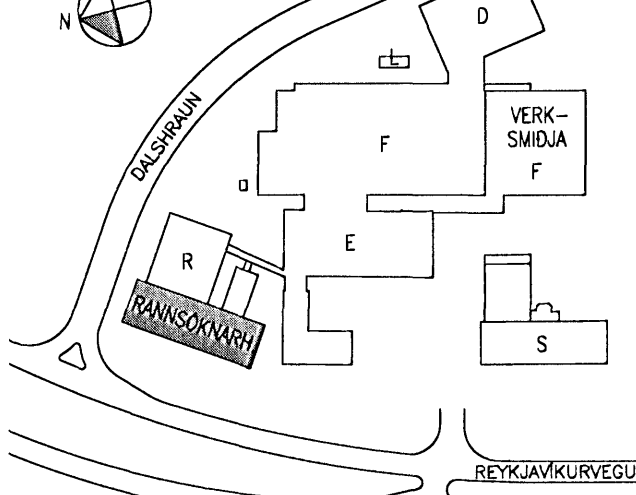 N
D
L
DALSHRAUN
VERK-
SMIÐJA
F
F
E
R
RANNSÓKNARH
S
REYKJAVÍKURVEGU